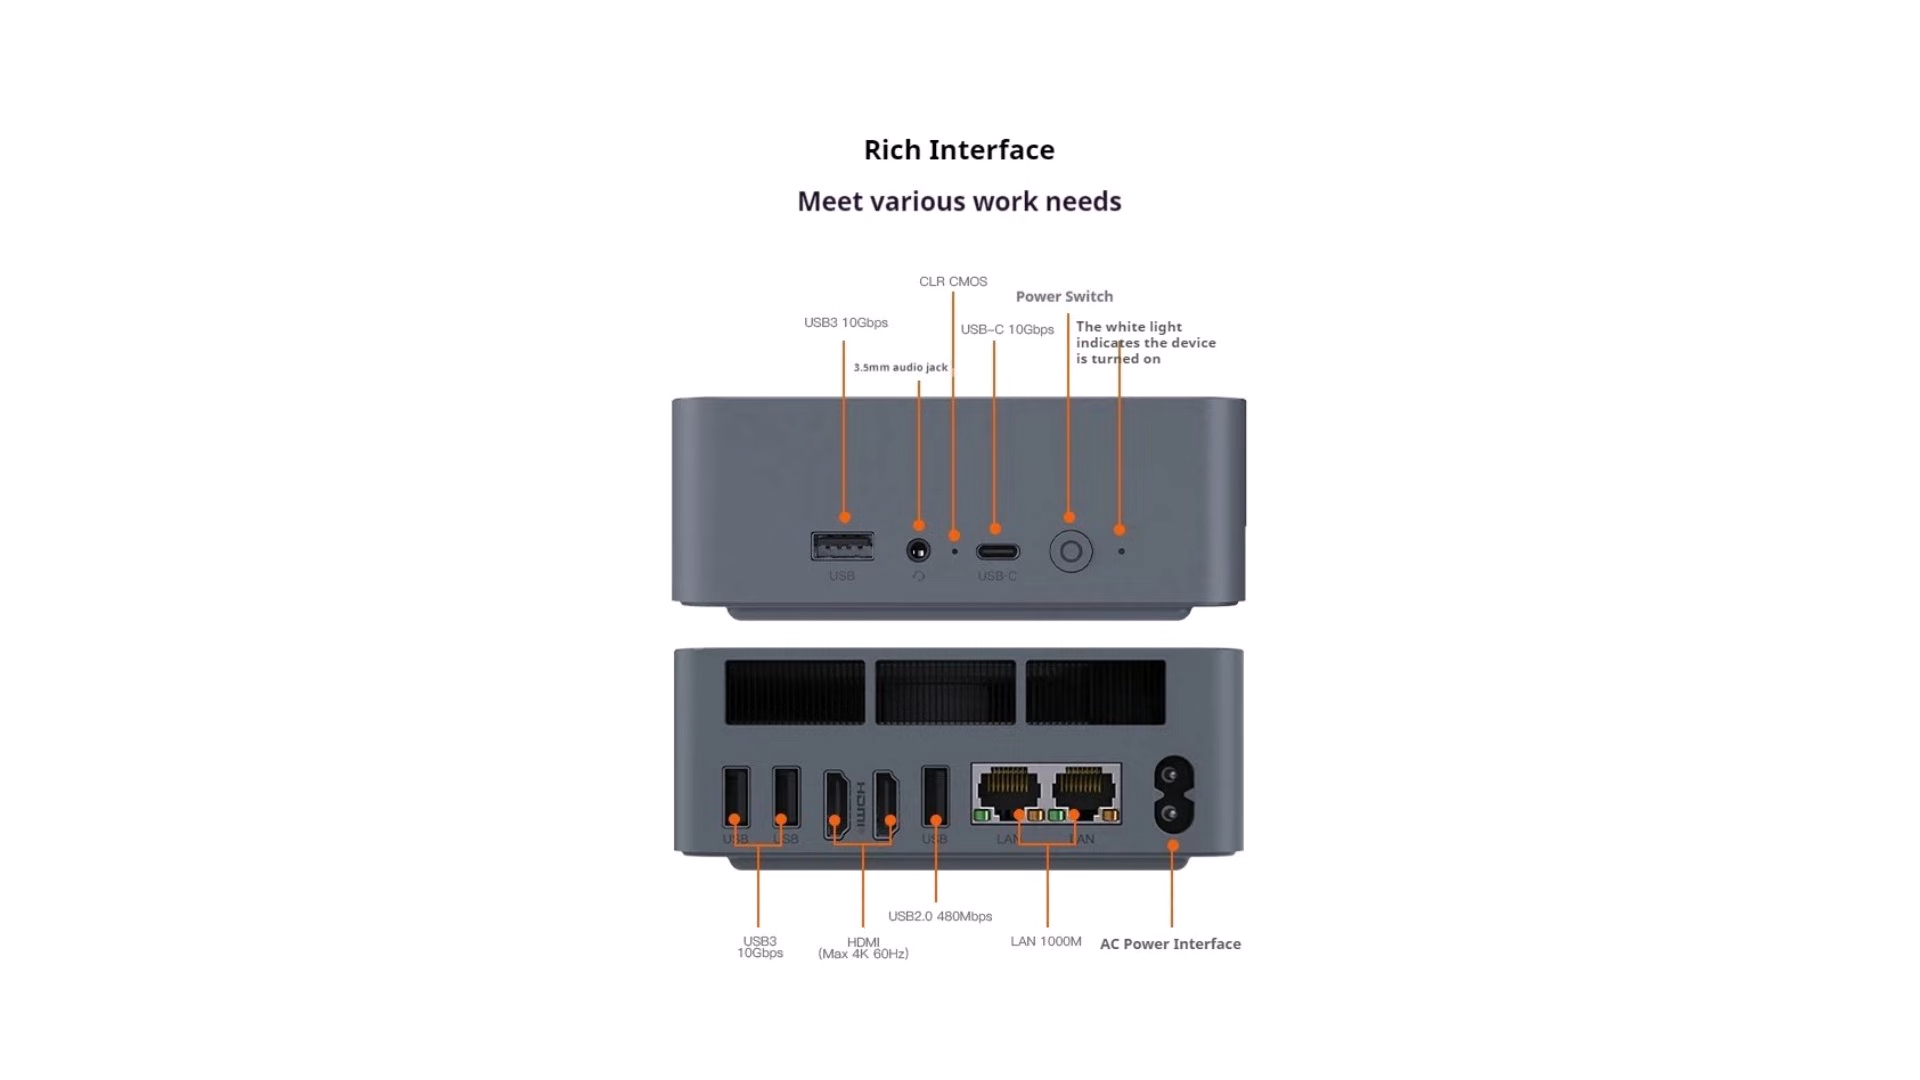 Rich Interface
Meet various work needs
CLR CMOS
Power Switch
USB3 10Gbps
USB-C 10Gbps
The white light
indicates the device
is turned on
3.5mm audio jack
USB
USB-C
HDMI
USB
USB
USB
LAN
LAN
USB2.0 480Mbps
USB3
10Gbps
HDMI
(Max 4K 60Hz)
LAN 1000M
AC Power Interface